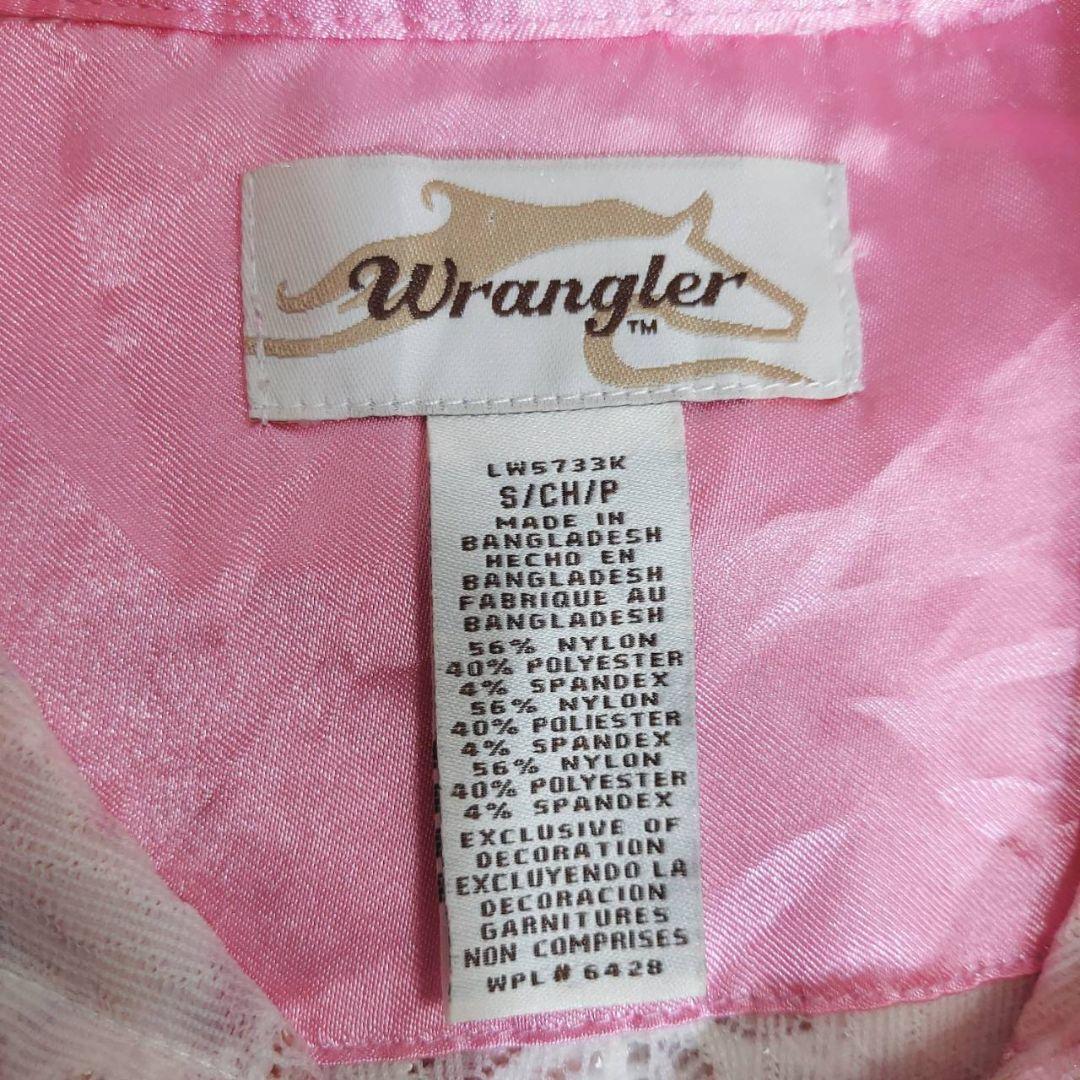 Wrangler
TM
LW5733K
S/CH/P
MADE IN
BANGLADESH
HECHO EN
BANGLADESH
FABRIQUE AU
BANGLADESH
56% NYLON
40% POLYESTER
4% SPANDEX
56% NYLON
40% POLIESTER
4% SPANDEX
56% NYLON
40% POLYESTER
4% SPANDEX
EXCLUSIVE OF
DECORATION
EXCLUYENDO LA
DECORACION
GARNITURES
NON COMPRISES
WPL # 6428